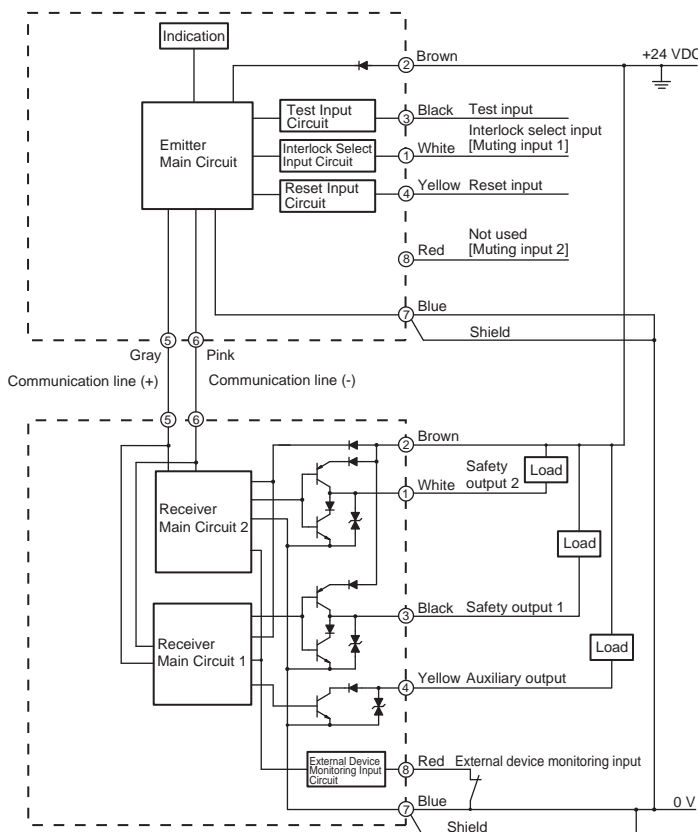 Indication
2 Brown
+24 VDC
Test Input
Circuit
3 Black Test input
Emitter
Main Circuit
Interlock Select
Input Circuit
1 White
Interlock select input
[Muting input 1]
Reset Input
Circuit
4 Yellow Reset input
8 Red
Not used
[Muting input 2]
7 Blue
Shield
5 6
Gray Pink
Communication line (+) Communication line (-)
5 6
2 Brown
1 White
Safety
output 2
Load
Receiver
Main Circuit 2
Load
3 Black Safety output 1
Receiver
Main Circuit 1
Load
4 Yellow Auxiliary output
External Device
Monitoring Input
Circuit
8 Red External device monitoring input
7 Blue
0 V
Shield